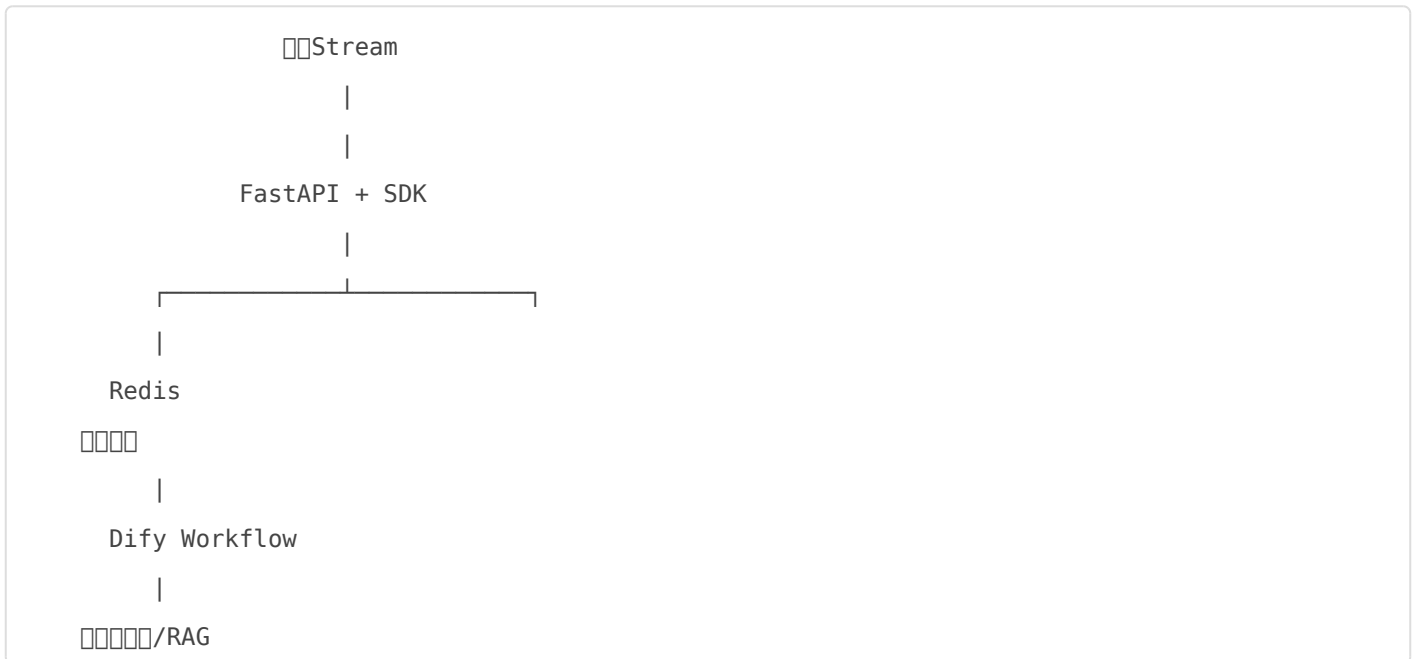 Stream
FastAPI + SDK
Redis
Dify Workflow
/RAG